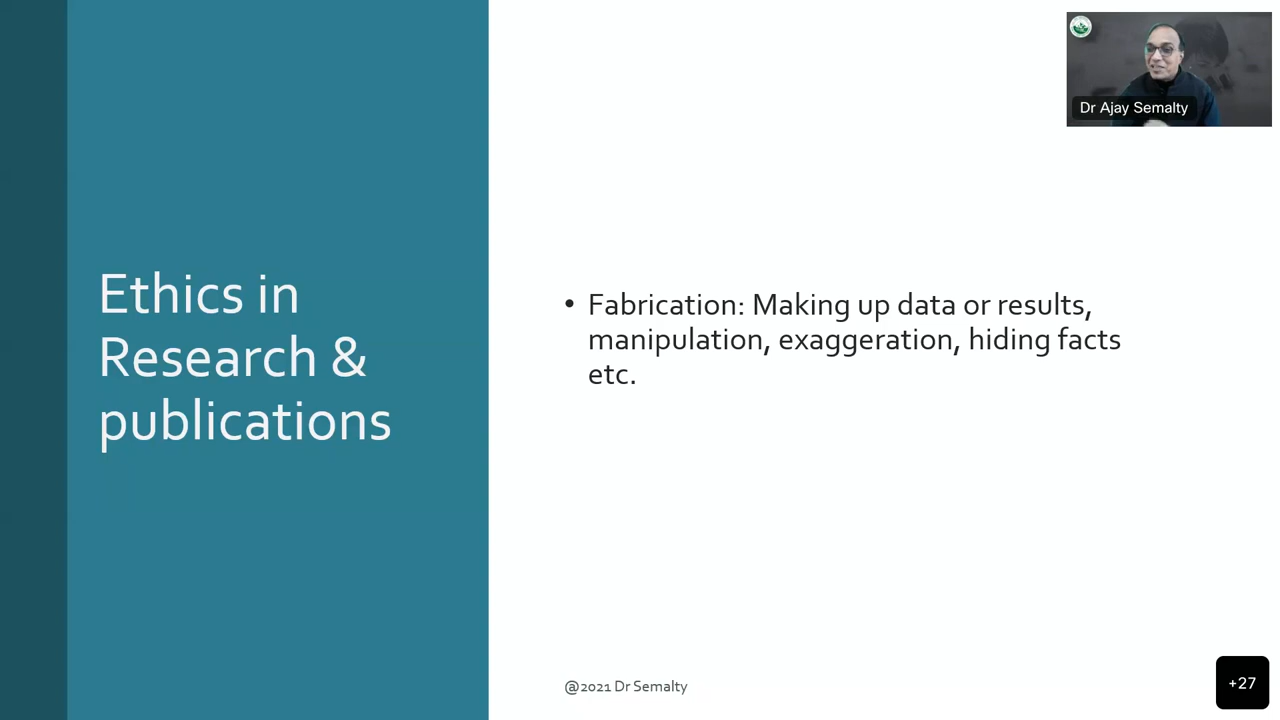 Dr Ajay Semalty
Ethics in
Research &
publications
• Fabrication: Making up data or results,
manipulation, exaggeration, hiding facts
etc.
@2021 Dr Semalty
+27